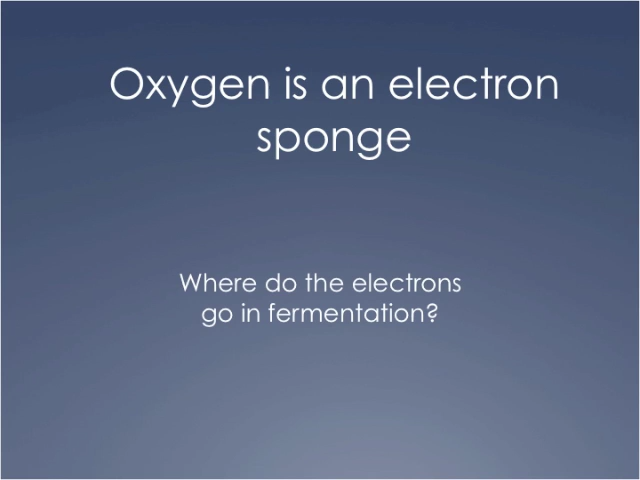 Oxygen is an electron
sponge
Where do the electrons
go in fermentation?